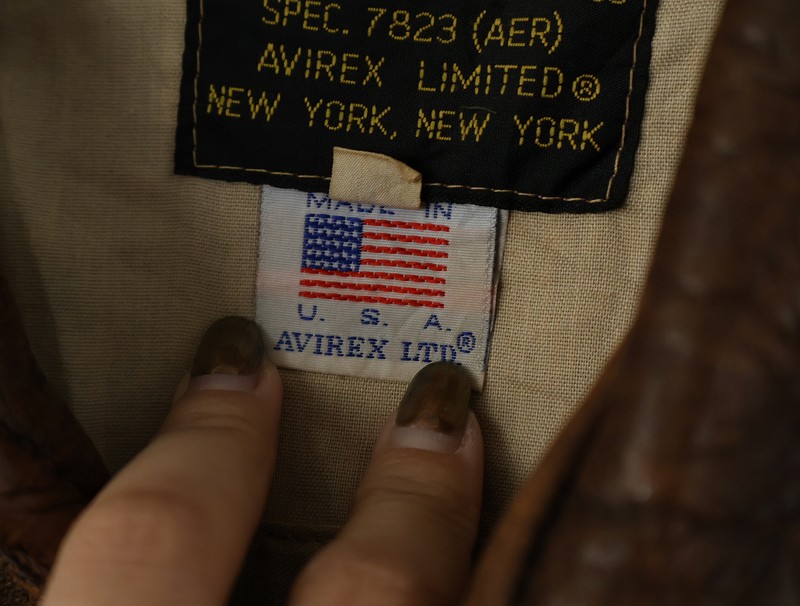 SPEC. 7823 (AER)
AVIREX LIMITED®
NEW YORK, NEW YORK
MADE IN
U. S. A.
AVIREX LTD.®